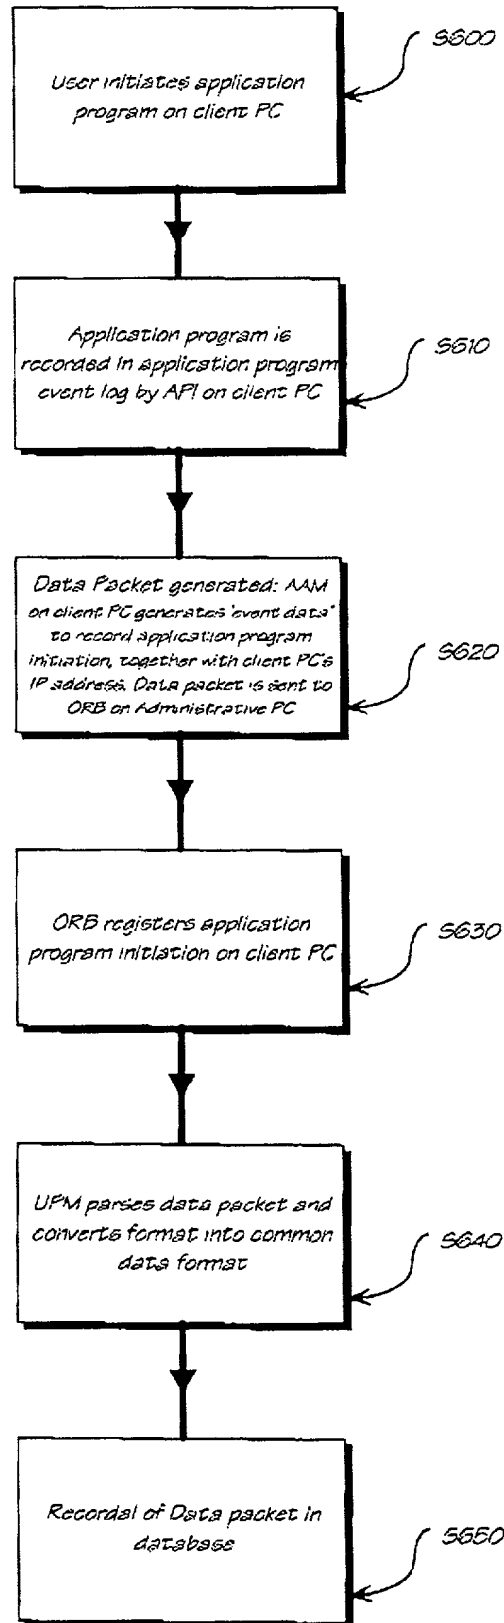 User initiates application
program on client PC
S600
Application program is
recorded in application program
event log by API on client PC
S610
Data Packet generated: AAM
on client PC generates 'event data'
to record application program
initiation, together with client PC's
IP address. Data packet is sent to
ORB on Administrative PC
S620
ORB registers application
program initiation on client PC
S630
UPM parses data packet and
converts format into common
data format
S640
Recordal of Data packet in
database
S650